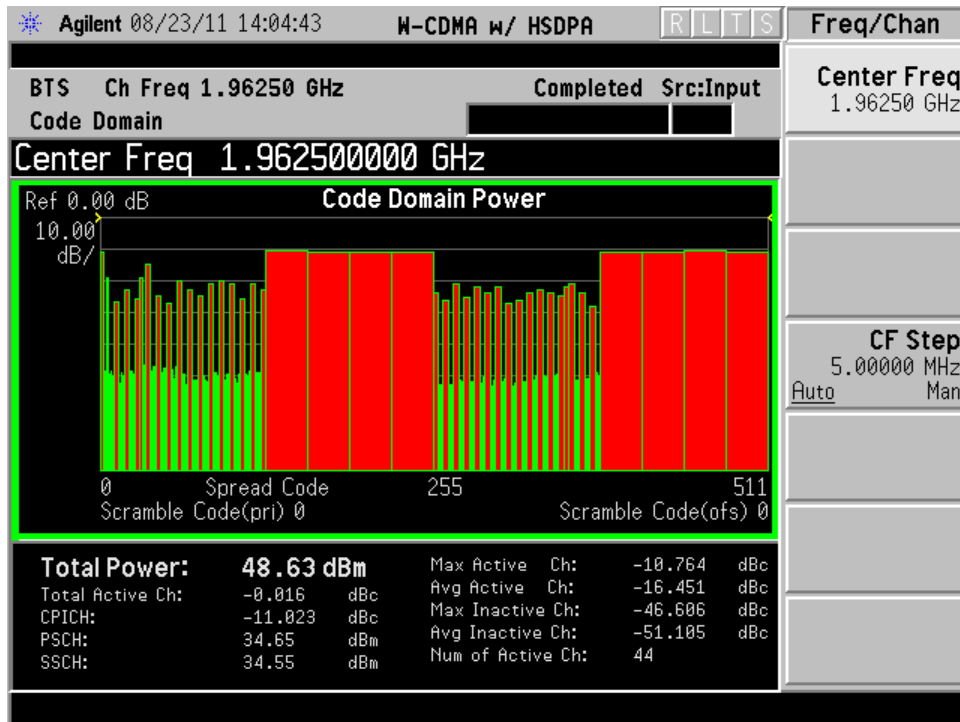 Agilent 08/23/11 14:04:43 W-CDMA w/ HSDPA R L T S Freq/Chan
BTS Ch Freq 1.96250 GHz Completed Src:Input
Code Domain
Center Freq 1.962500000 GHz
Center Freq
1.96250 GHz
Ref 0.00 dB Code Domain Power
10.00
dB/
CF Step
5.00000 MHz
Auto Man
0 Spread Code 255 511
Scramble Code(pri) 0 Scramble Code(ofs) 0
Total Power: 48.63 dBm
Total Active Ch: -0.016 dBc
CPICH: -11.023 dBc
PSCH: 34.65 dBm
SSCH: 34.55 dBm
Max Active Ch: -10.764 dBc
Avg Active Ch: -16.451 dBc
Max Inactive Ch: -46.606 dBc
Avg Inactive Ch: -51.105 dBc
Num of Active Ch: 44